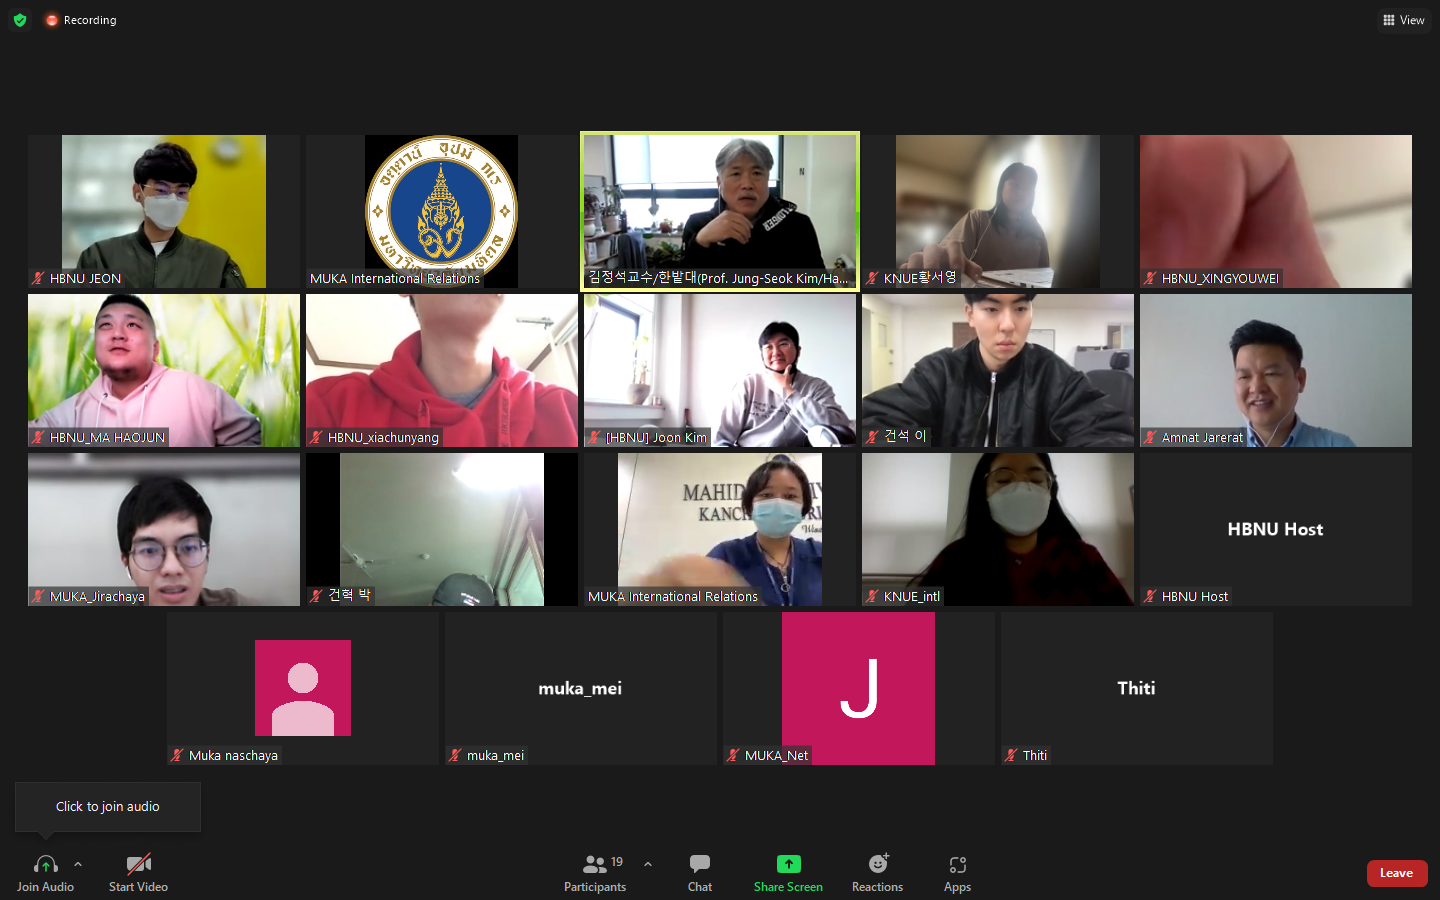 Recording
View
HBNU JEON
MUKA International Relations
김정석교수/한밭대(Prof. Jung-Seok Kim/Ha...
KNUE황서영
HBNU_XINGYOUWEI
HBNU_MA HAOJUN
HBNU_xiachunyang
[HBNU] Joon Kim
건석 이
Amnat Jarerat
MAHID
KANCH
MUKA_Jirachaya
건혁 박
MUKA International Relations
KNUE_intl
HBNU Host
HBNU Host
muka_mei
J
Thiti
Muka naschaya
muka_mei
MUKA_Net
Thiti
Click to join audio
19
Join Audio
Start Video
Participants
Chat
Share Screen
Reactions
Apps
Leave